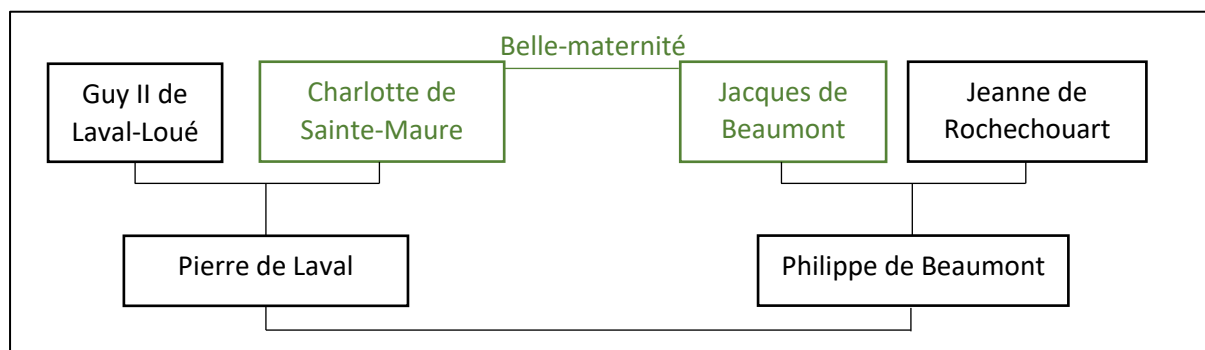 Belle-maternité
Guy II de
Laval-Loué
Charlotte de
Sainte-Maure
Jacques de
Beaumont
Jeanne de
Rochechouart
Pierre de Laval
Philippe de Beaumont